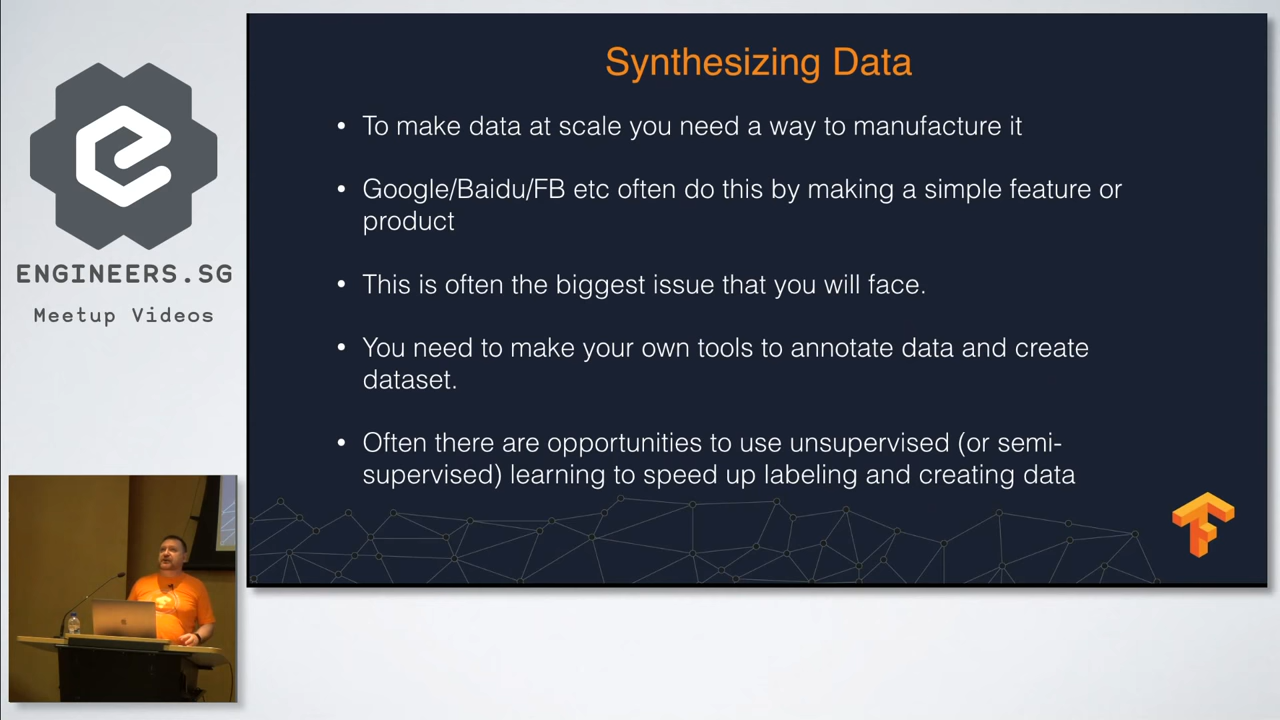 ENGINEERS.SG
Meetup Videos
Synthesizing Data
• To make data at scale you need a way to manufacture it
• Google/Baidu/FB etc often do this by making a simple feature or
product
• This is often the biggest issue that you will face.
• You need to make your own tools to annotate data and create
dataset.
• Often there are opportunities to use unsupervised (or semi-
supervised) learning to speed up labeling and creating data